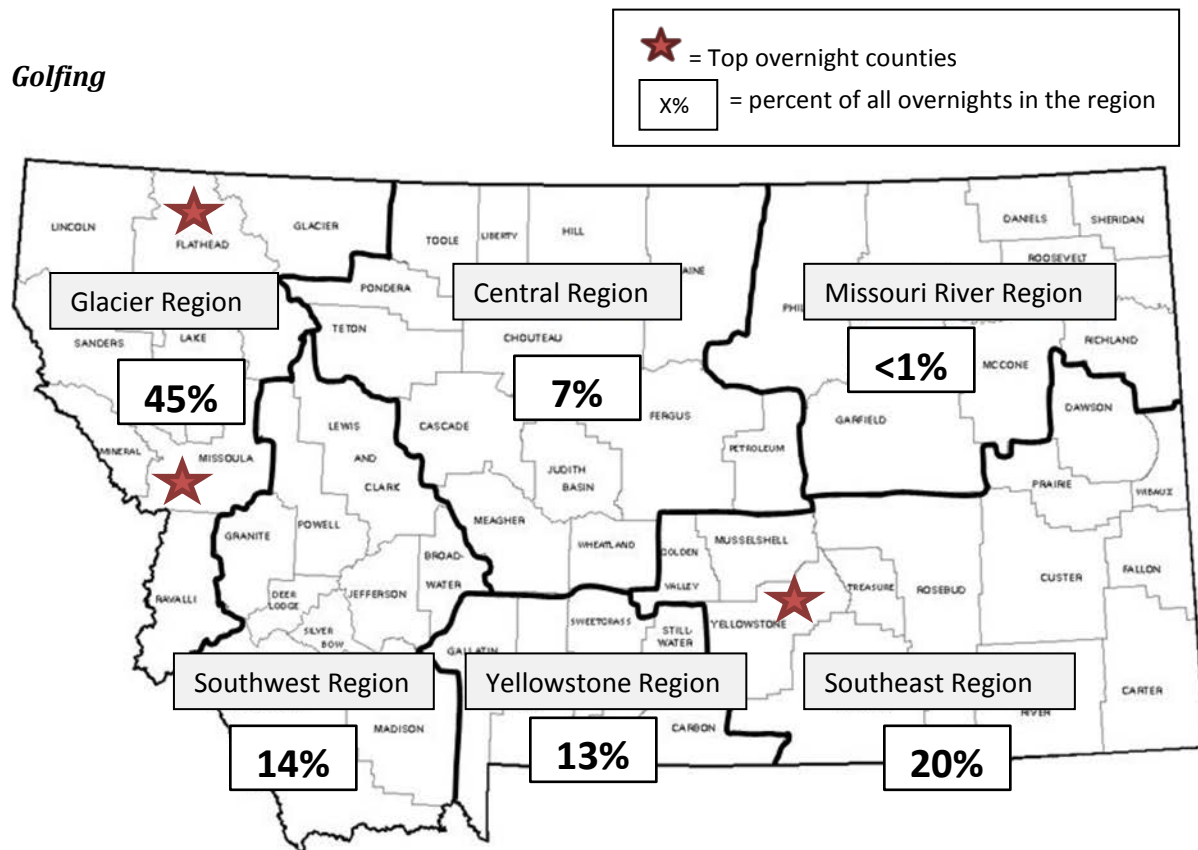 Golfing
= Top overnight counties
X% = percent of all overnights in the region
DANIELS
SHERIDAN
LINCOLN
GLACIER
FLATHEAD
TOOLE
LIBERTY
HILL
ROOSEVELT
Glacier Region
Central Region
Missouri River Region
PONDERA
TETON
CHOUTEAU
SANDERS
LAKE
RICHLAND
45%
7%
<1%
MCCONE
DAWSON
LEWIS
AND
CLARK
CASCADE
FERGUS
GARFIELD
MINERAL
MISSOULA
JUDITH
BASIN
PETROLEUM
PRAIRIE
WIBAUX
MEAGHER
POWELL
GRANITE
WHEATLAND
GOLDEN
VALLEY
MUSSELSHELL
BROAD-
WATER
FALLON
CUSTER
TREASURE
ROSEBUD
RAVALLI
DEER
LODGE
JEFFERSON
SILVER
BOW
SWEETGRASS
STILL-
WATER
YELLOWSTONE
GALLATIN
Southwest Region
Yellowstone Region
Southeast Region
CARTER
RIVER
MADISON
CARBON
14%
13%
20%